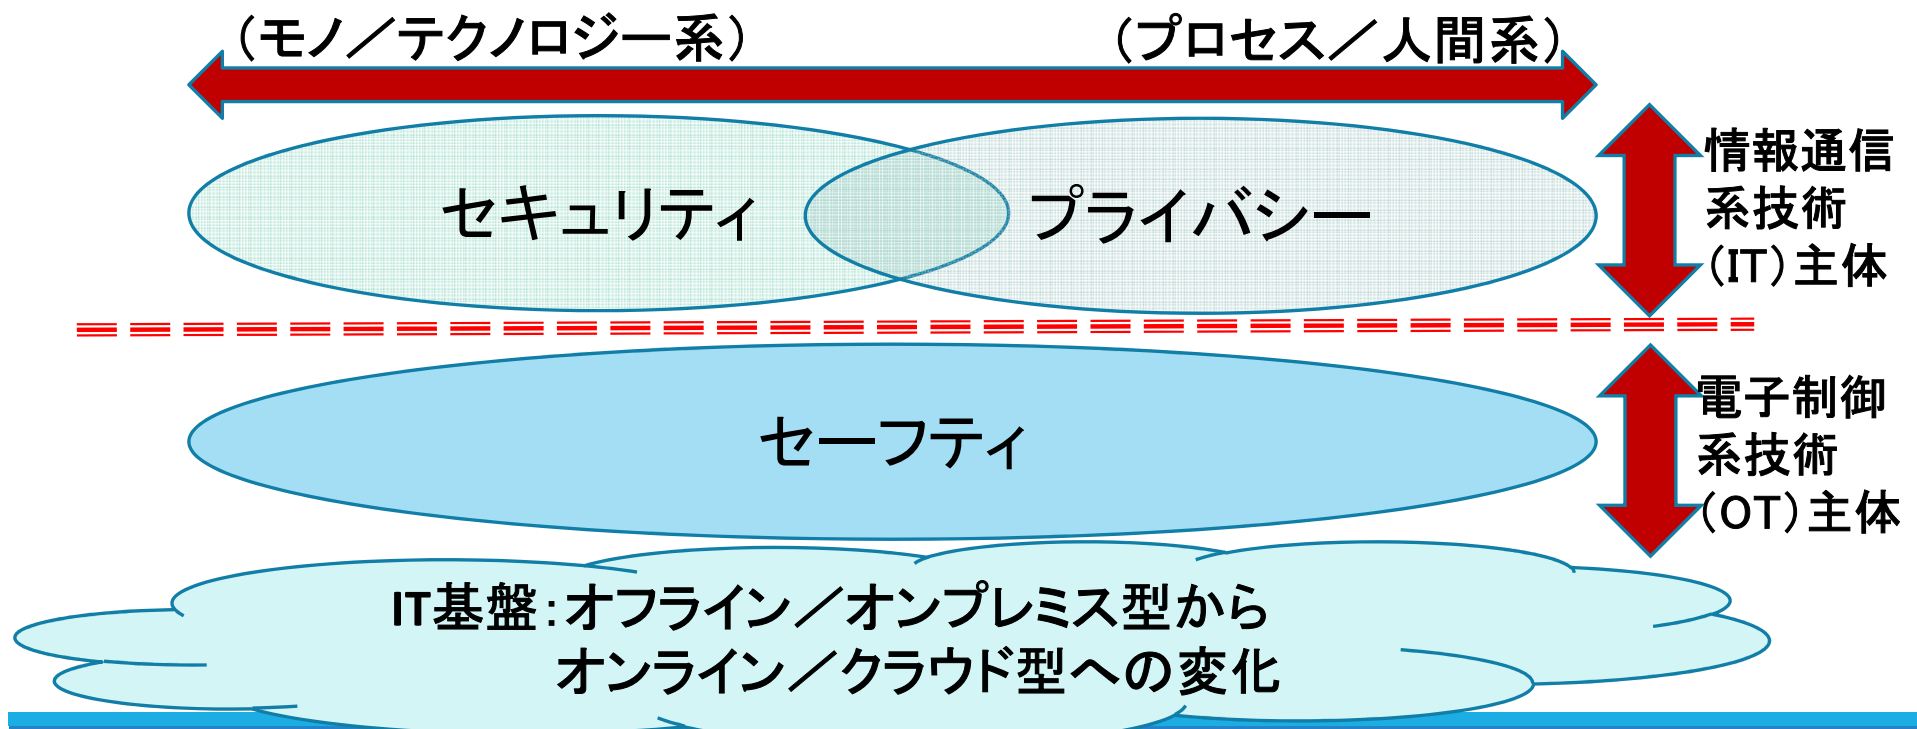 （モノ／テクノロジー系）
（プロセス／人間系）
セキュリティ
プライバシー
情報通信
系技術
（IT）主体
セーフティ
電子制御
系技術
（OT）主体
IT基盤：オフライン／オンプレミス型から
オンライン／クラウド型への変化